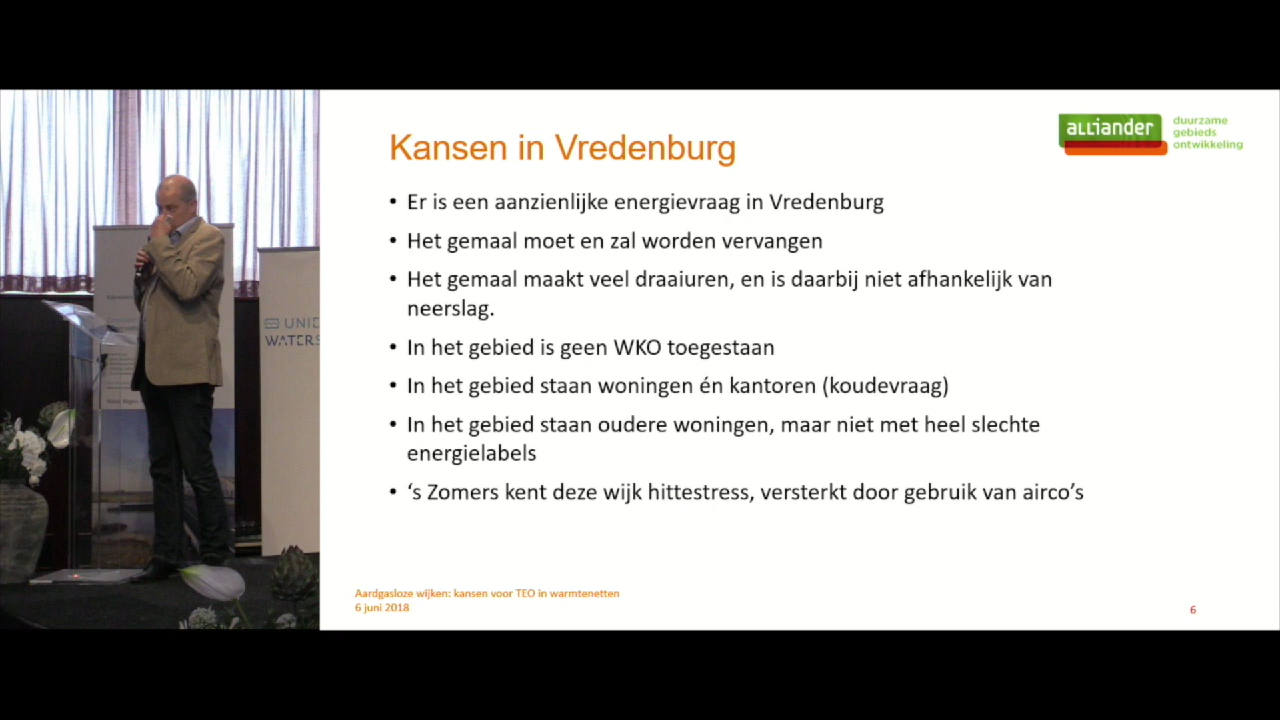 Kansen in Vredenburg
alliander
duurzame
gebieds
ontwikkeling
• Er is een aanzienlijke energievraag in Vredenburg
• Het gemaal moet en zal worden vervangen
• Het gemaal maakt veel draaiuren, en is daarbij niet afhankelijk van
neerslag.
• In het gebied is geen WKO toegestaan
• In het gebied staan woningen én kantoren (koudevraag)
• In het gebied staan oudere woningen, maar niet met heel slechte
energielabels
• ‘s Zomers kent deze wijk hittestress, versterkt door gebruik van airco’s
Aardgasloze wijken: kansen voor TEO in warmtenetten
6 juni 2018
6
UNIE
WATERS